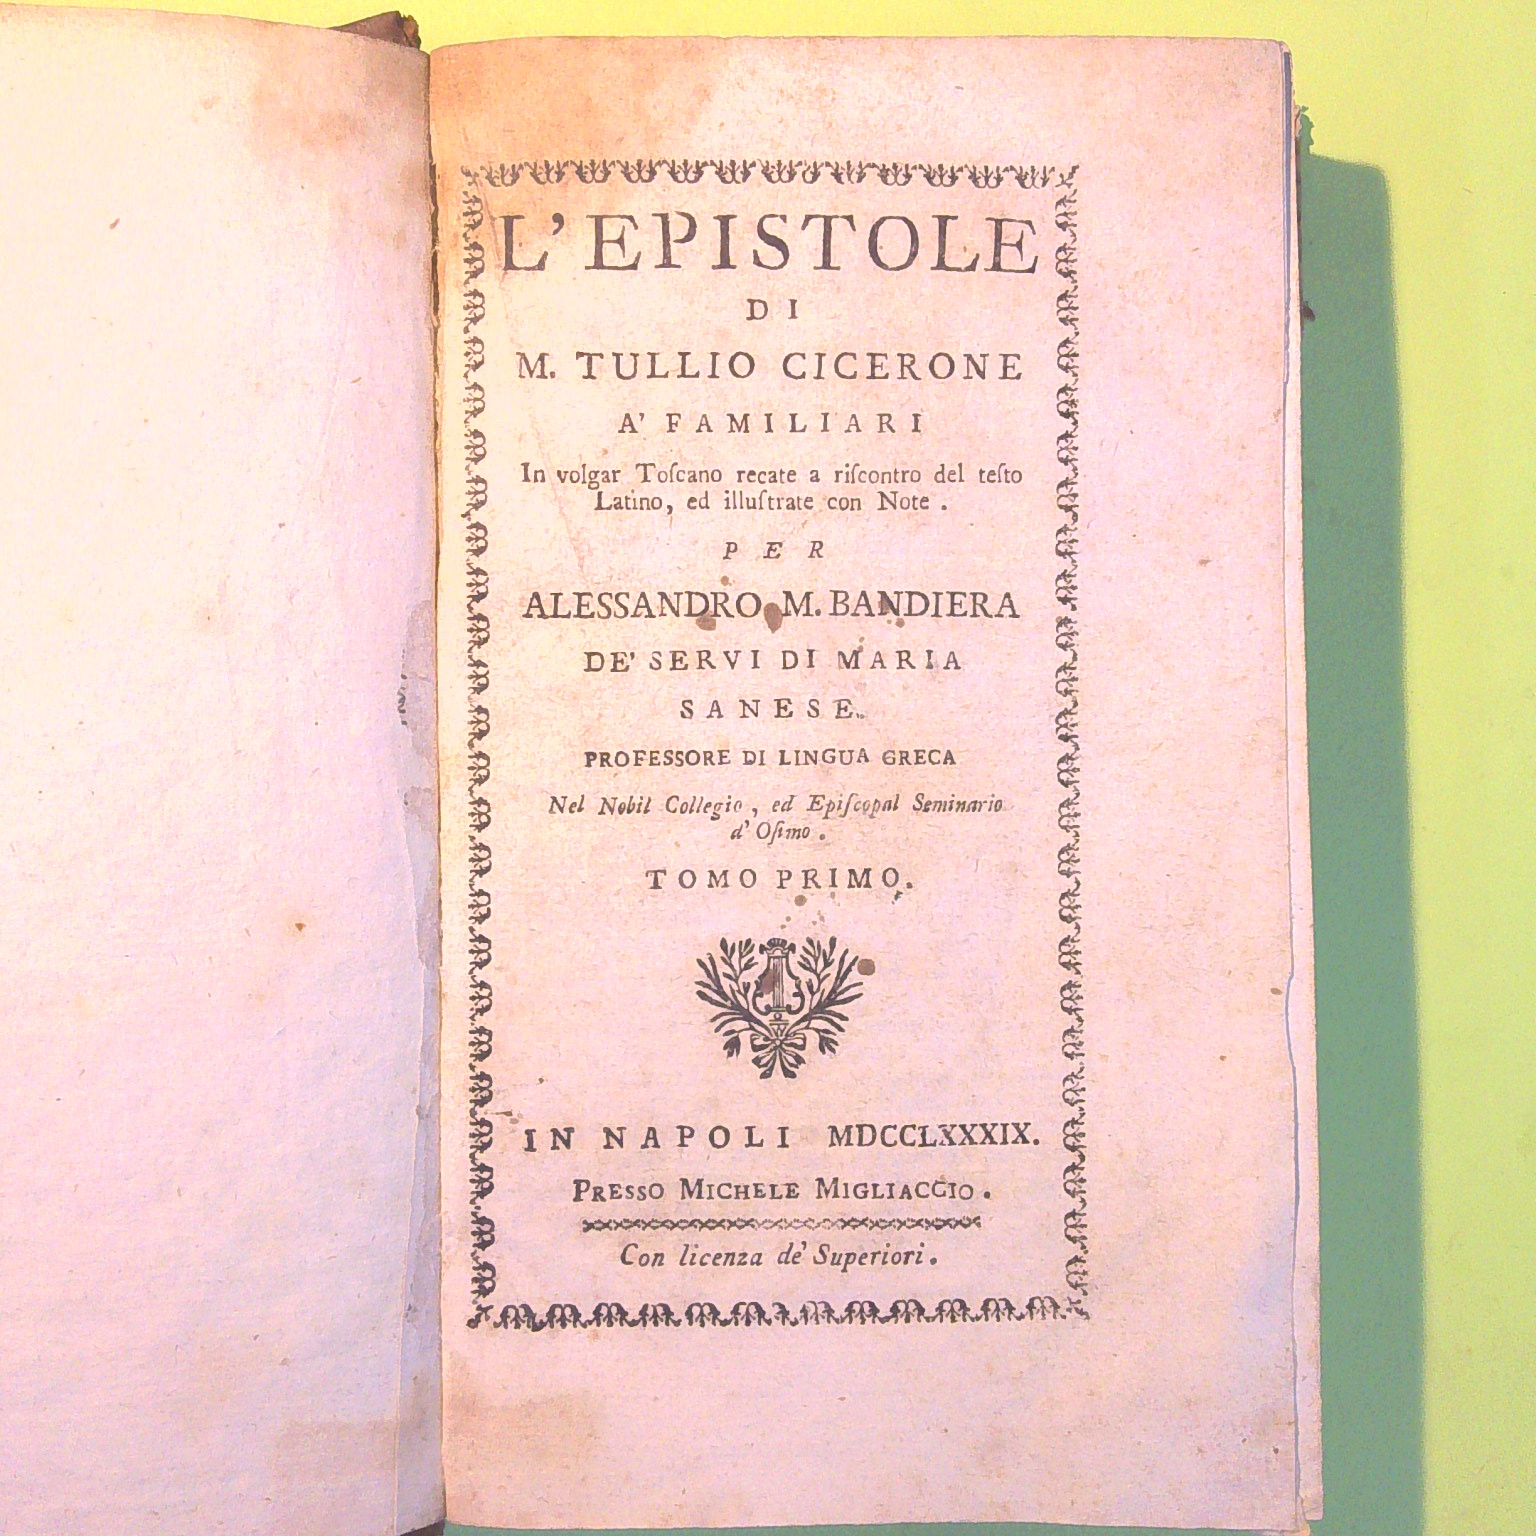 L'EPISTOLE
DI
M. TULLIO CICERONE
A' FAMILIARI
In volgar Toſcano recate a riſcontro del teſto
Latino, ed illuſtrate con Note .
PER
ALESSANDRO M. BANDIERA
DE' SERVI DI MARIA
SANESE.
PROFESSORE DI LINGUA GRECA
Nel Nobil Collegio , ed Epiſcopal Seminario
d' Oſimo .
TOMO PRIMO.
IN NAPOLI MDCCLXXXIX.
PRESSO MICHELE MIGLIACCIO .
Con licenza de' Superiori .